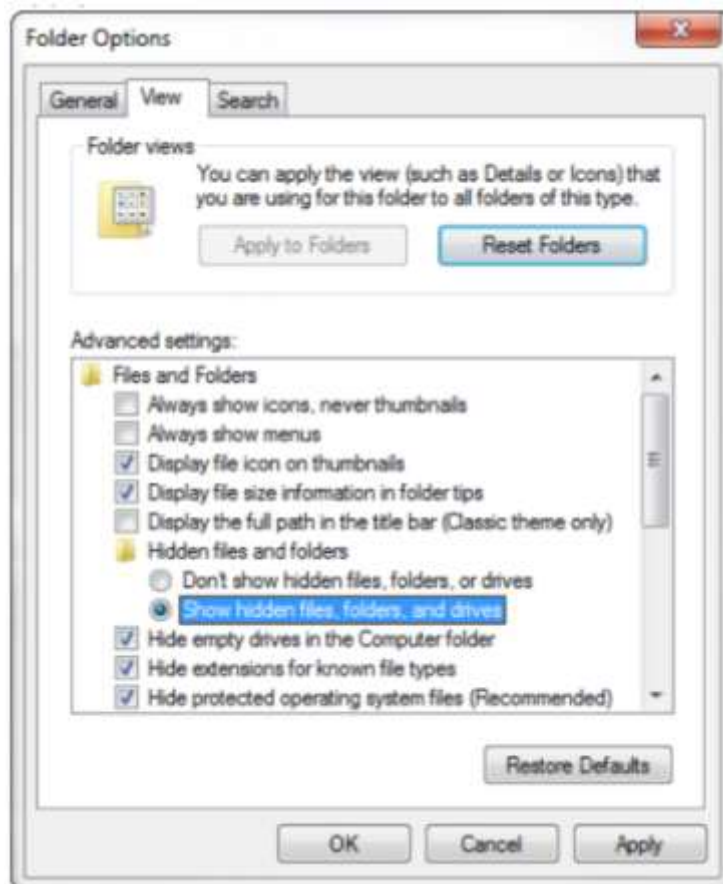 Folder Options
General View Search
Folder views
You can apply the view (such as Details or Icons) that
you are using for this folder to all folders of this type.
Apply to Folders Reset Folders
Advanced settings:
Files and Folders
Always show icons, never thumbnails
Always show menus
Display file icon on thumbnails
Display file size information in folder tips
Display the full path in the title bar (Classic theme only)
Hidden files and folders
Don't show hidden files, folders, or drives
Show hidden files, folders, and drives
Hide empty drives in the Computer folder
Hide extensions for known file types
Hide protected operating system files (Recommended)
Restore Defaults
OK Cancel Apply